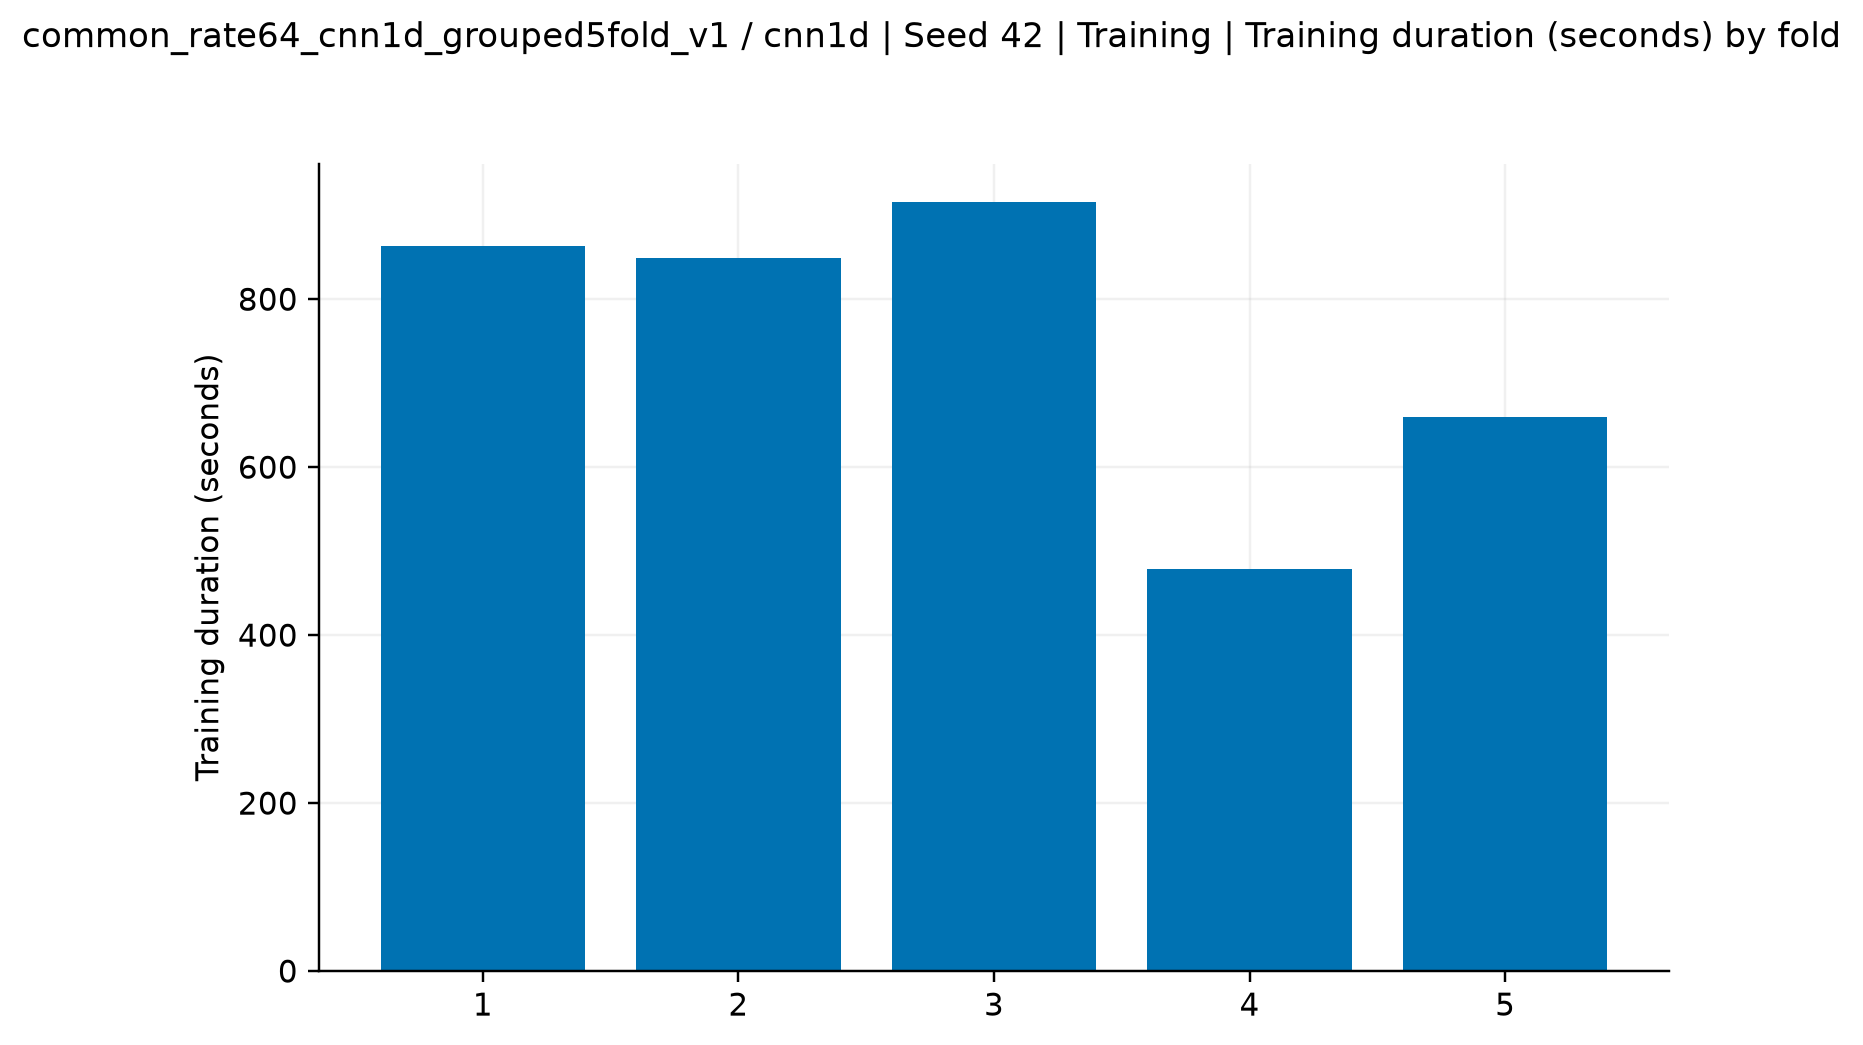 common_rate64_cnn1d_grouped5fold_v1 / cnn1d | Seed 42 | Training | Training duration (seconds) by fold
Training duration (seconds)
800
600
400
200
0
1 2 3 4 5